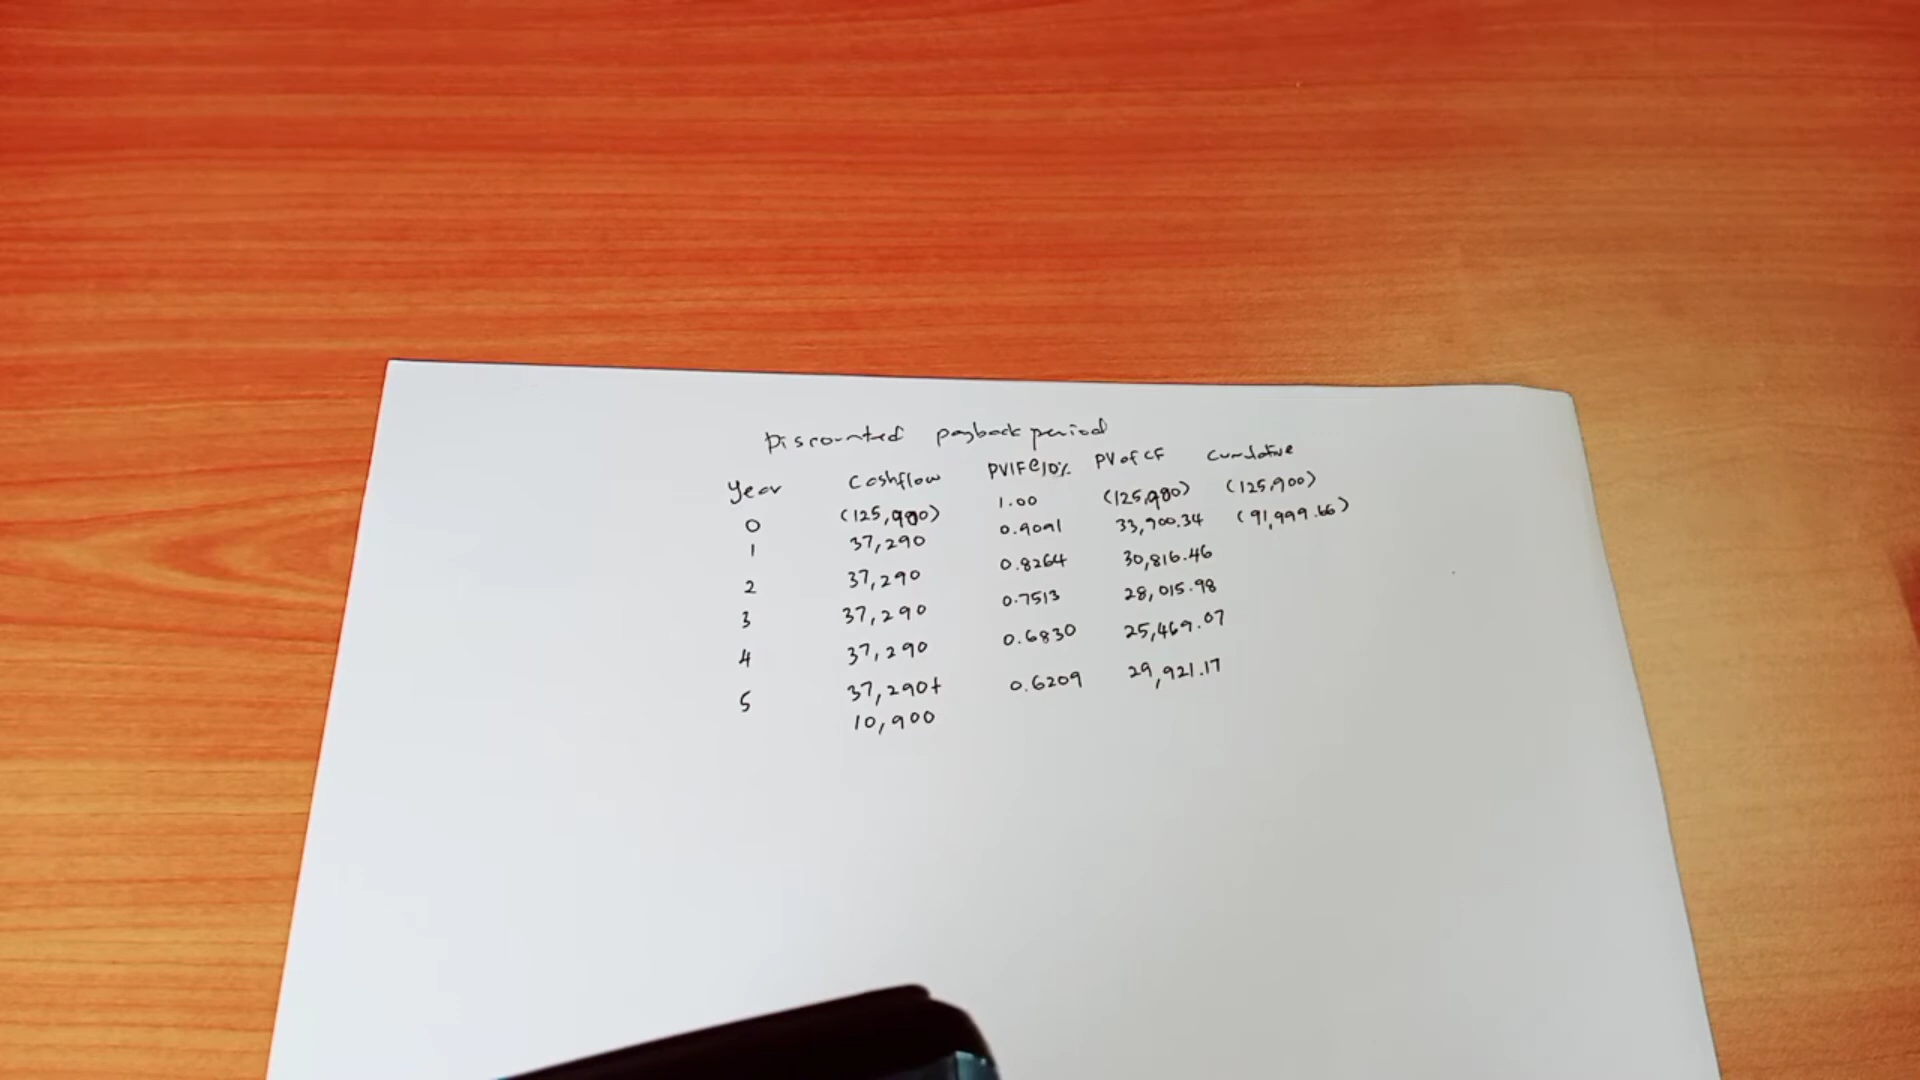 Discounted payback period
Year Cashflow PVIF@10% PV of CF Cumulative
0 (125,900) 1.00 (125,900) (125,900)
1 37,290 0.9091 33,900.34 (91,999.66)
2 37,290 0.8264 30,816.46
3 37,290 0.7513 28,015.98
4 37,290 0.6830 25,469.07
5 37,290+ 0.6209 29,921.17
10,900